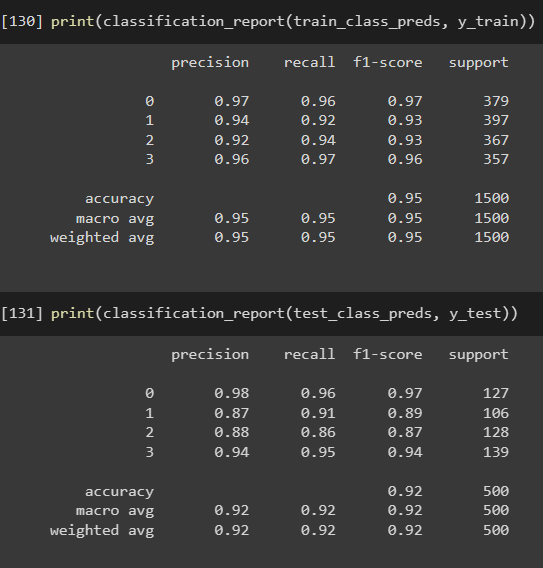 [130] print(classification_report(train_class_preds, y_train))
precision recall f1-score support
0 0.97 0.96 0.97 379
1 0.94 0.92 0.93 397
2 0.92 0.94 0.93 367
3 0.96 0.97 0.96 357
accuracy 0.95 1500
macro avg 0.95 0.95 0.95 1500
weighted avg 0.95 0.95 0.95 1500
[131] print(classification_report(test_class_preds, y_test))
precision recall f1-score support
0 0.98 0.96 0.97 127
1 0.87 0.91 0.89 106
2 0.88 0.86 0.87 128
3 0.94 0.95 0.94 139
accuracy 0.92 500
macro avg 0.92 0.92 0.92 500
weighted avg 0.92 0.92 0.92 500